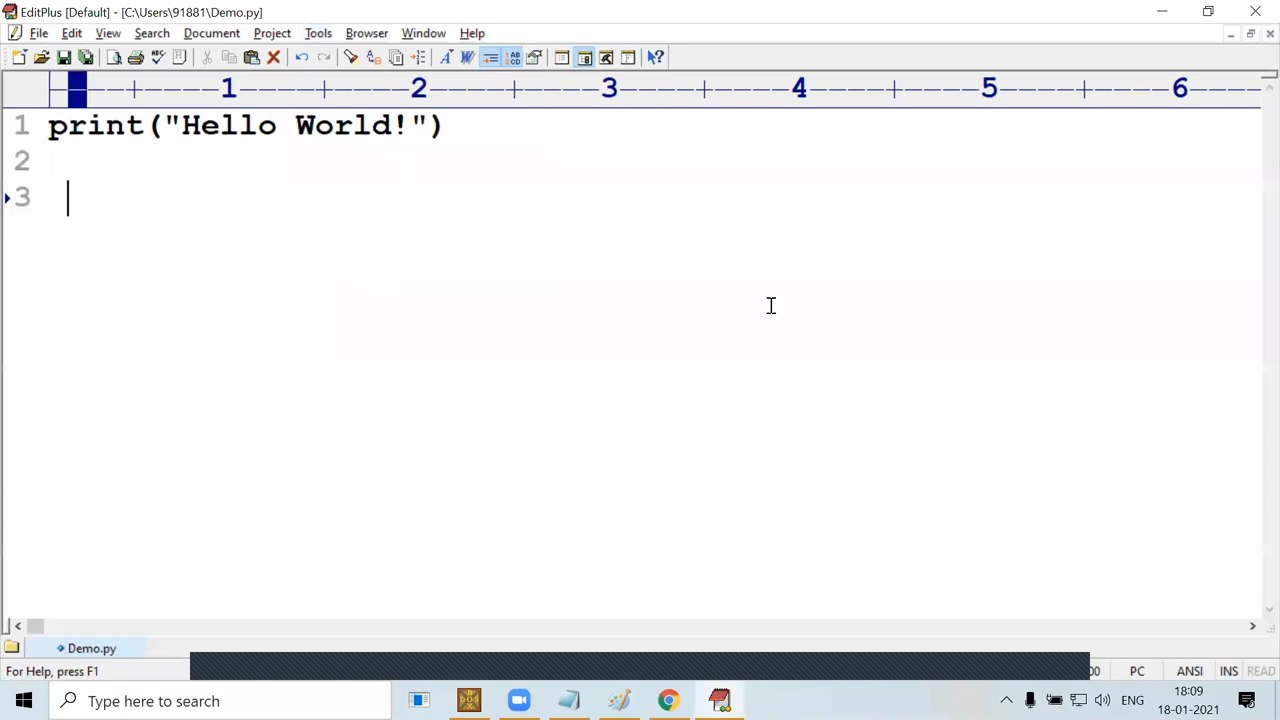 EditPlus [Default] - [C:\Users\91881\Demo.py]
File Edit View Search Document Project Tools Browser Window Help
1 2 3 4 5 6
1 print("Hello World!")
2
3
Demo.py
For Help, press F1 00 PC ANSI INS READ
Type here to search DOS ENG 18:09
18-01-2021